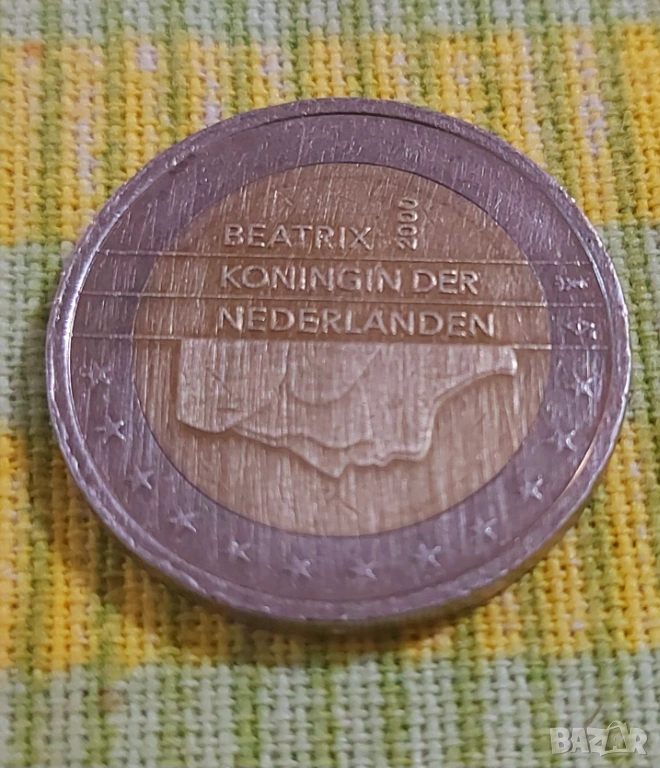 BEATRIX 2000
KONINGIN DER
NEDERLANDEN
BAZAR